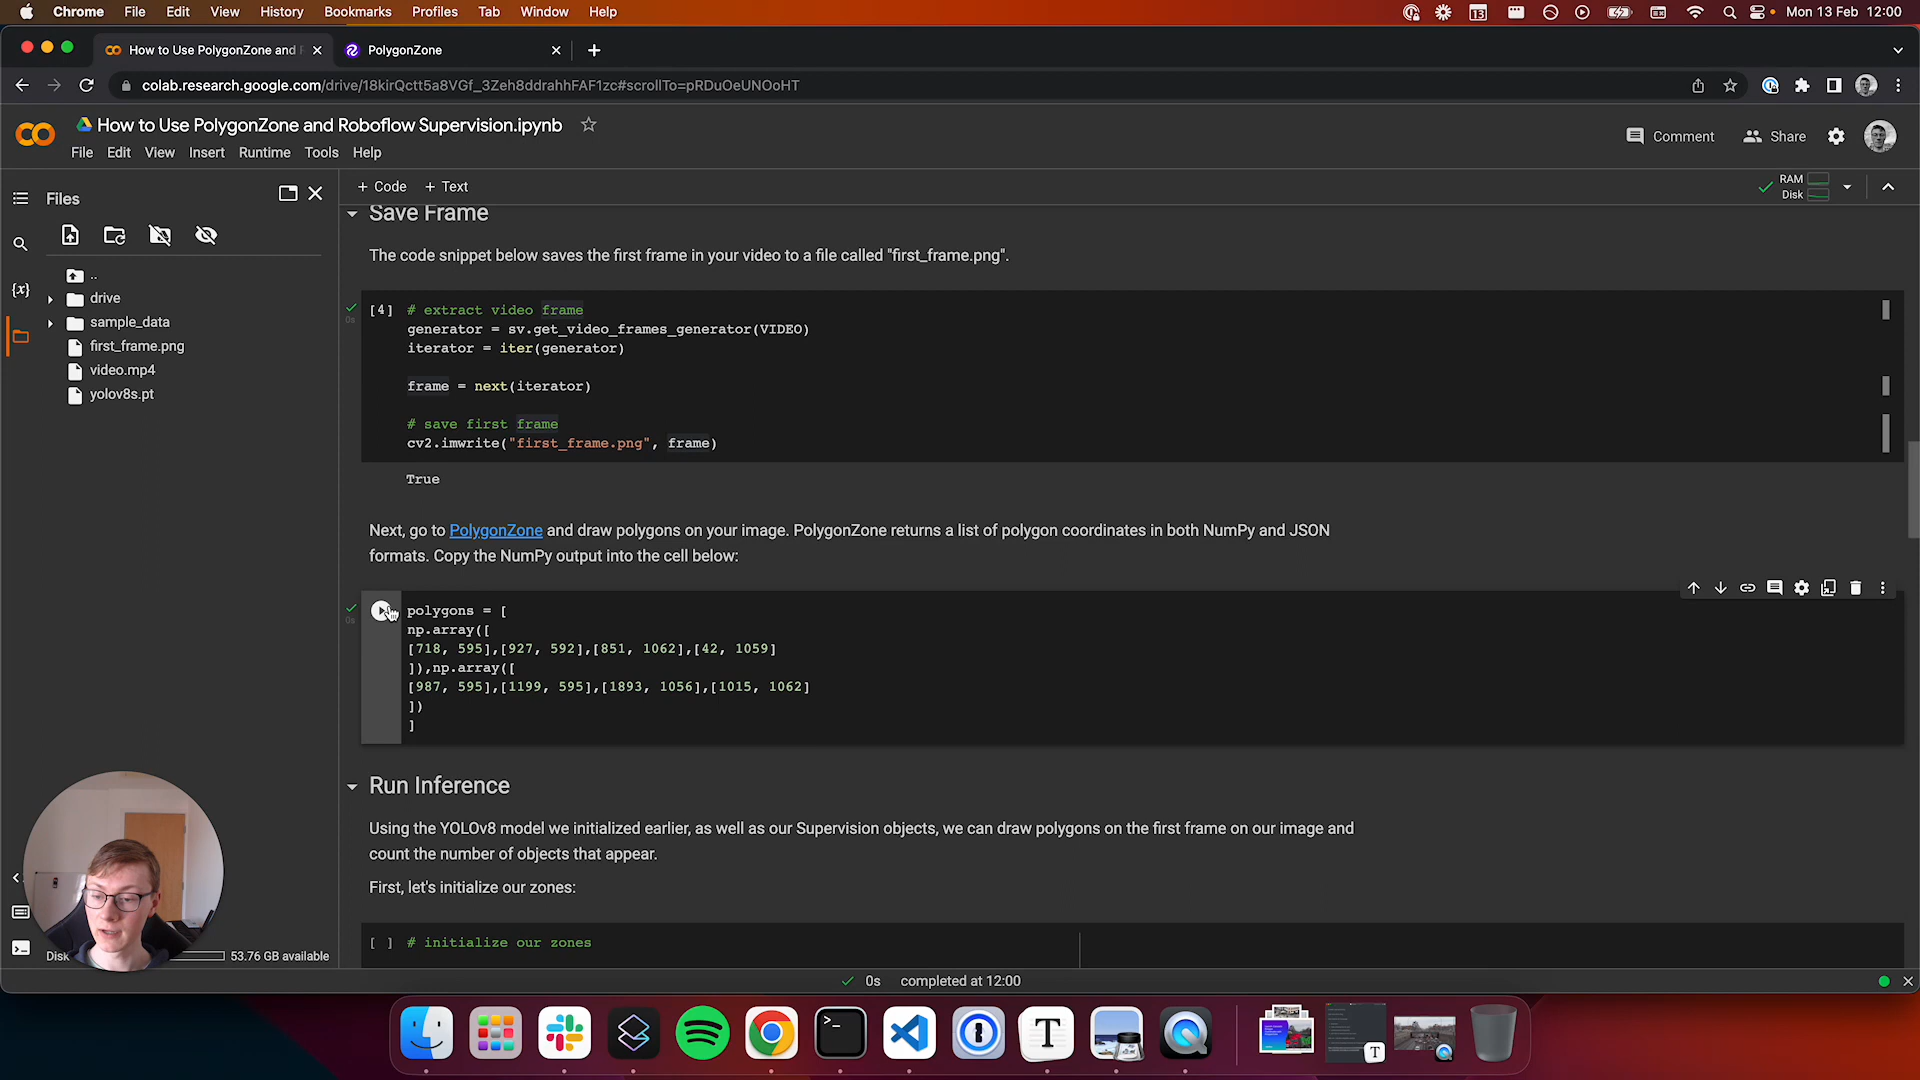 Chrome File Edit View History Bookmarks Profiles Tab Window Help
13 Mon 13 Feb 12:00
How to Use PolygonZone and
PolygonZone
colab.research.google.com/drive/18kirQctt5a8VGf_3Zeh8ddrahhFAF1zc#scrollTo=pRDuOeUNOoHT
How to Use PolygonZone and Roboflow Supervision.ipynb
Comment
Share
File Edit View Insert Runtime Tools Help
Files
+ Code + Text
RAM
Disk
{x}
..
drive
sample_data
first_frame.png
video.mp4
yolov8s.pt
Save Frame
The code snippet below saves the first frame in your video to a file called "first_frame.png".
0s
[4] # extract video frame
generator = sv.get_video_frames_generator(VIDEO)
iterator = iter(generator)
frame = next(iterator)
# save first frame
cv2.imwrite("first_frame.png", frame)
True
Next, go to PolygonZone and draw polygons on your image. PolygonZone returns a list of polygon coordinates in both NumPy and JSON
formats. Copy the NumPy output into the cell below:
0s
polygons = [
np.array([
[718, 595],[927, 592],[851, 1062],[42, 1059]
]),np.array([
[987, 595],[1199, 595],[1893, 1056],[1015, 1062]
])
]
Run Inference
Using the YOLOv8 model we initialized earlier, as well as our Supervision objects, we can draw polygons on the first frame on our image and
count the number of objects that appear.
First, let's initialize our zones:
[ ] # initialize our zones
Disk
53.76 GB available
0s completed at 12:00
T
T